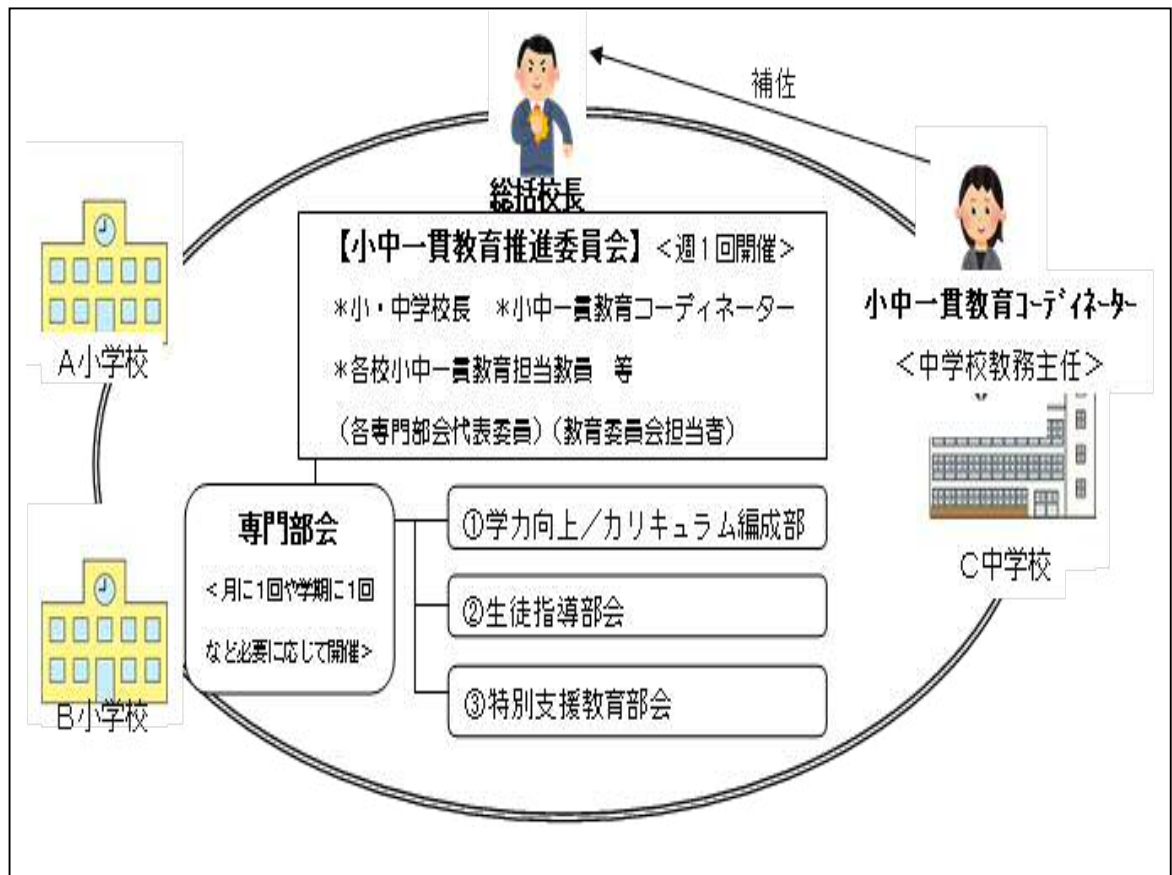 補佐
総括校長
【小中一貫教育推進委員会】<週1回開催>
*小・中学校長 *小中一貫教育コーディネーター
*各校小中一貫教育担当教員 等
(各専門部会代表委員)(教育委員会担当者)
A小学校
小中一貫教育コーディネーター
<中学校教務主任>
C中学校
専門部会
<月に1回や学期に1回
など必要に応じて開催>
①学力向上/カリキュラム編成部
②生徒指導部会
③特別支援教育部会
B小学校